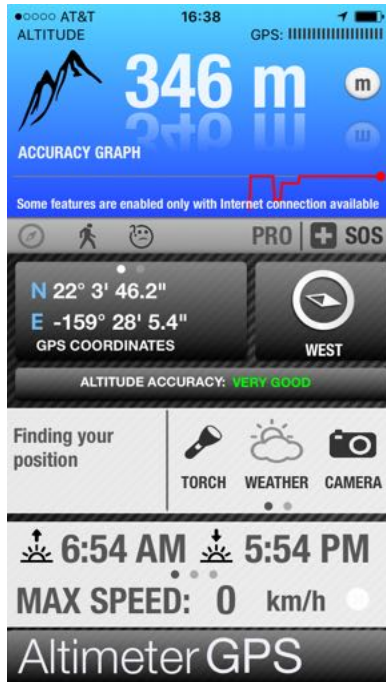 ●○○○○ AT&T 16:38
ALTITUDE GPS:
346 m m
ACCURACY GRAPH
Some features are enabled only with Internet connection available
PRO SOS
N 22° 3' 46.2"
E -159° 28' 5.4"
GPS COORDINATES
WEST
ALTITUDE ACCURACY: VERY GOOD
Finding your
position
TORCH WEATHER CAMERA
6:54 AM 5:54 PM
MAX SPEED: 0 km/h
Altimeter GPS